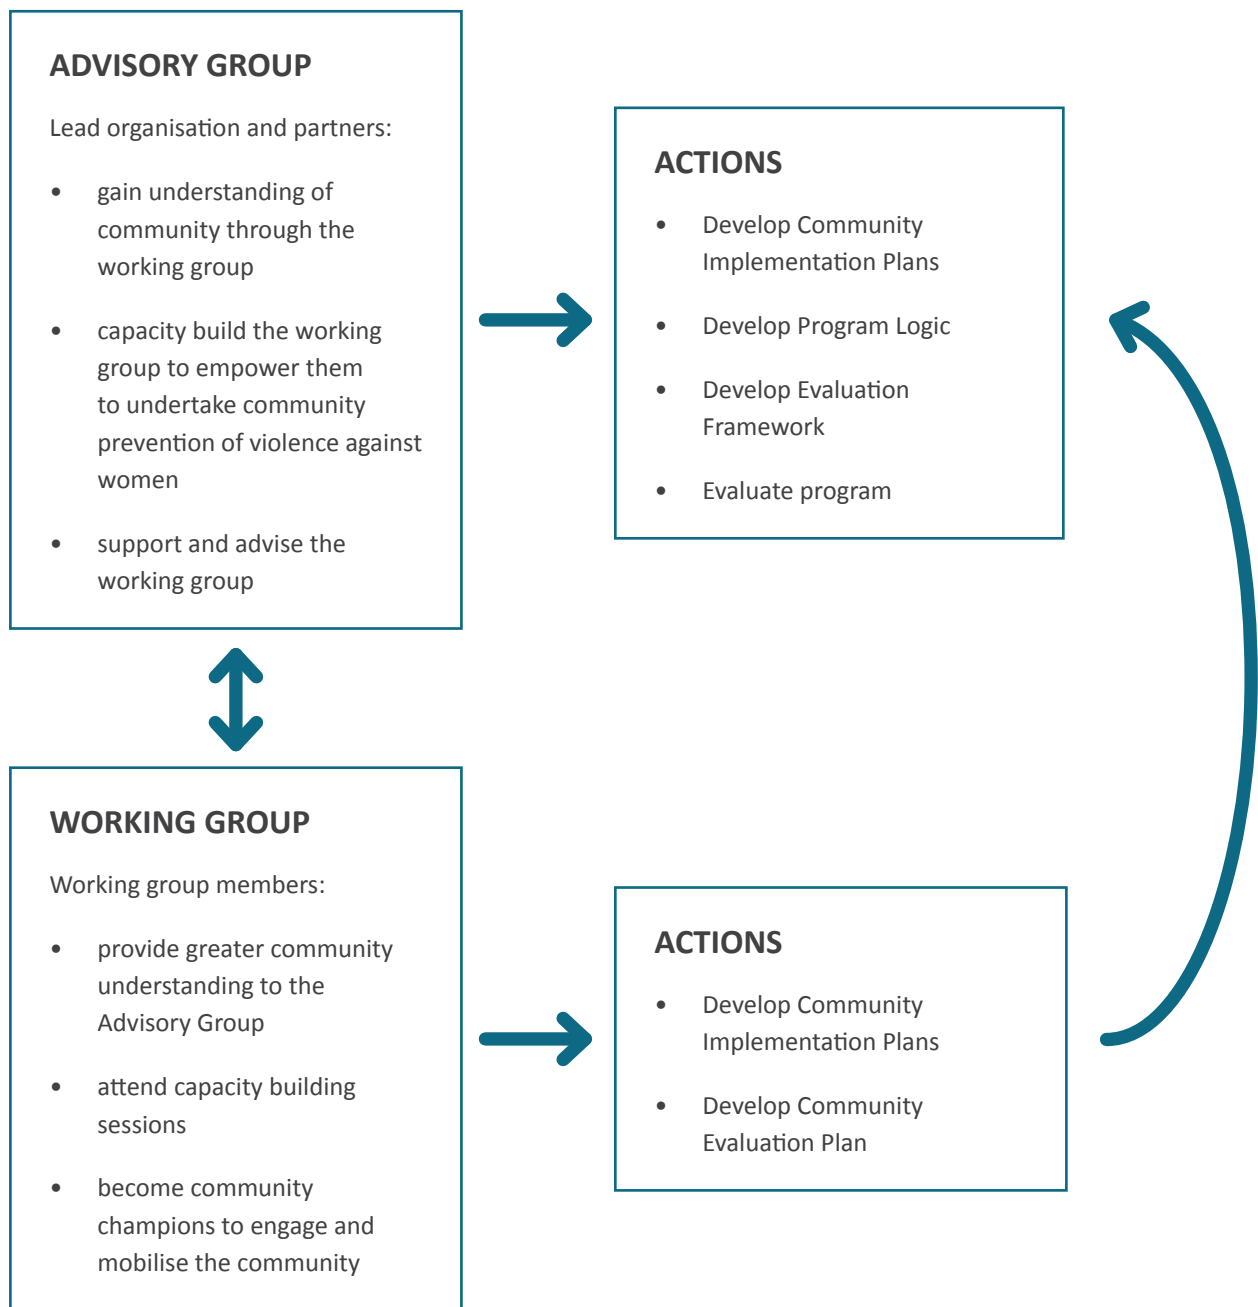 ADVISORY GROUP
Lead organisation and partners:
• gain understanding of
community through the
working group
• capacity build the working
group to empower them
to undertake community
prevention of violence against
women
• support and advise the
working group
ACTIONS
• Develop Community
Implementation Plans
• Develop Program Logic
• Develop Evaluation
Framework
• Evaluate program
WORKING GROUP
Working group members:
• provide greater community
understanding to the
Advisory Group
• attend capacity building
sessions
• become community
champions to engage and
mobilise the community
ACTIONS
• Develop Community
Implementation Plans
• Develop Community
Evaluation Plan